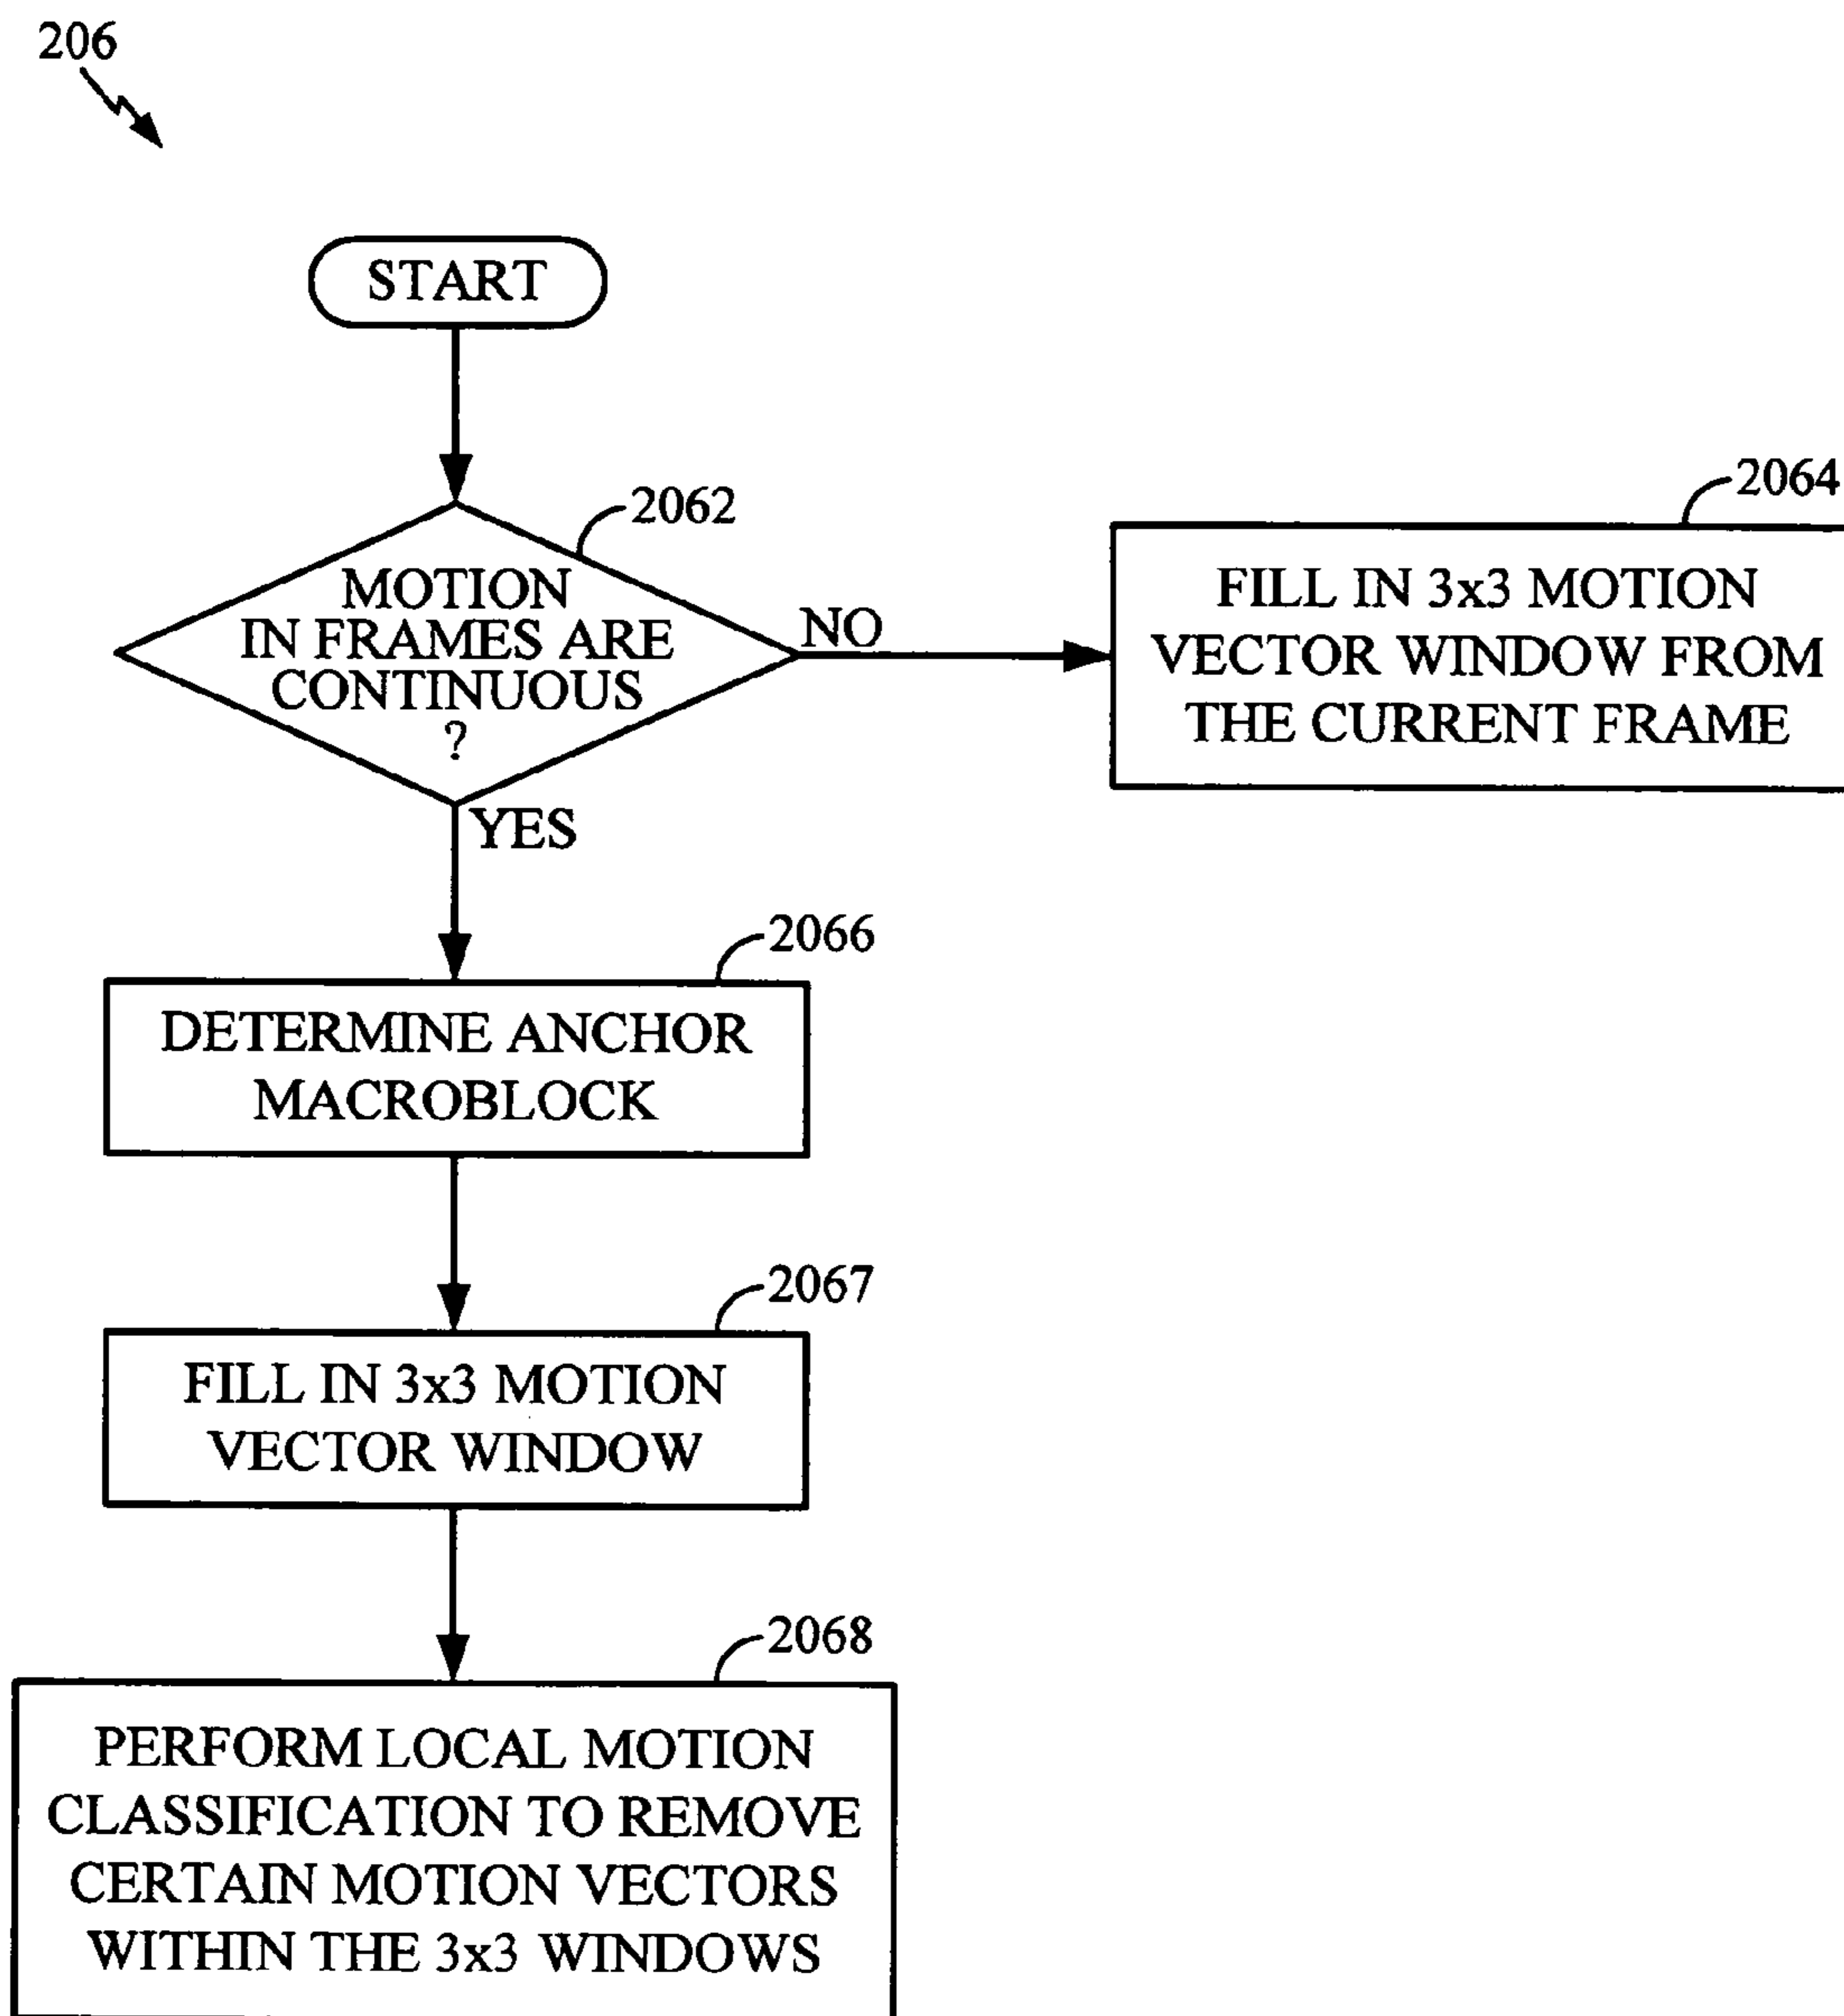 206
START
2062
MOTION
IN FRAMES ARE
CONTINUOUS
?
NO
2064
FILL IN 3x3 MOTION
VECTOR WINDOW FROM
THE CURRENT FRAME
YES
2066
DETERMINE ANCHOR
MACROBLOCK
2067
FILL IN 3x3 MOTION
VECTOR WINDOW
2068
PERFORM LOCAL MOTION
CLASSIFICATION TO REMOVE
CERTAIN MOTION VECTORS
WITHIN THE 3x3 WINDOWS